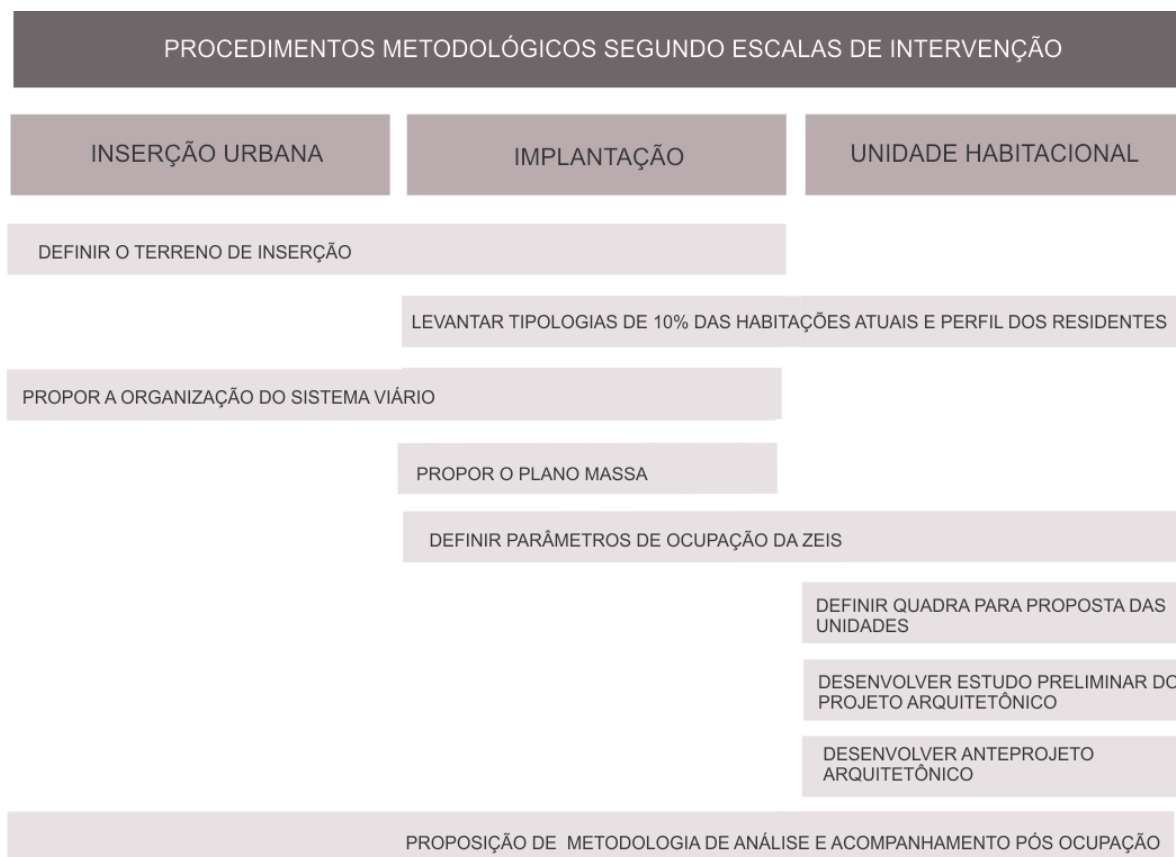 PROCEDIMENTOS METODOLÓGICOS SEGUNDO ESCALAS DE INTERVENÇÃO
INSERÇÃO URBANA
IMPLANTAÇÃO
UNIDADE HABITACIONAL
DEFINIR O TERRENO DE INSERÇÃO
LEVANTAR TIPOLOGIAS DE 10% DAS HABITAÇÕES ATUAIS E PERFIL DOS RESIDENTES
PROPOR A ORGANIZAÇÃO DO SISTEMA VIÁRIO
PROPOR O PLANO MASSA
DEFINIR PARÂMETROS DE OCUPAÇÃO DA ZEIS
DEFINIR QUADRA PARA PROPOSTA DAS
UNIDADES
DESENVOLVER ESTUDO PRELIMINAR DO
PROJETO ARQUITETÔNICO
DESENVOLVER ANTEPROJETO
ARQUITETÔNICO
PROPOSIÇÃO DE METODOLOGIA DE ANÁLISE E ACOMPANHAMENTO PÓS OCUPAÇÃO